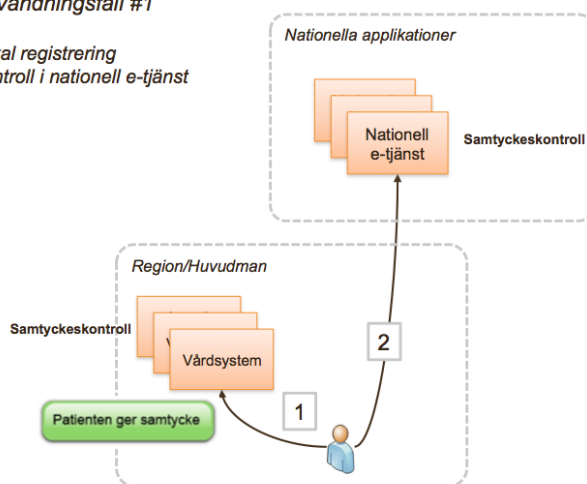 vändningsfall #1
kal registrering
ntroll i nationell e-tjänst
Nationella applikationer
Nationell
e-tjänst
Samtyckeskontroll
Region/Huvudman
Samtyckeskontroll
Vårdsystem
2
Patienten ger samtycke
1